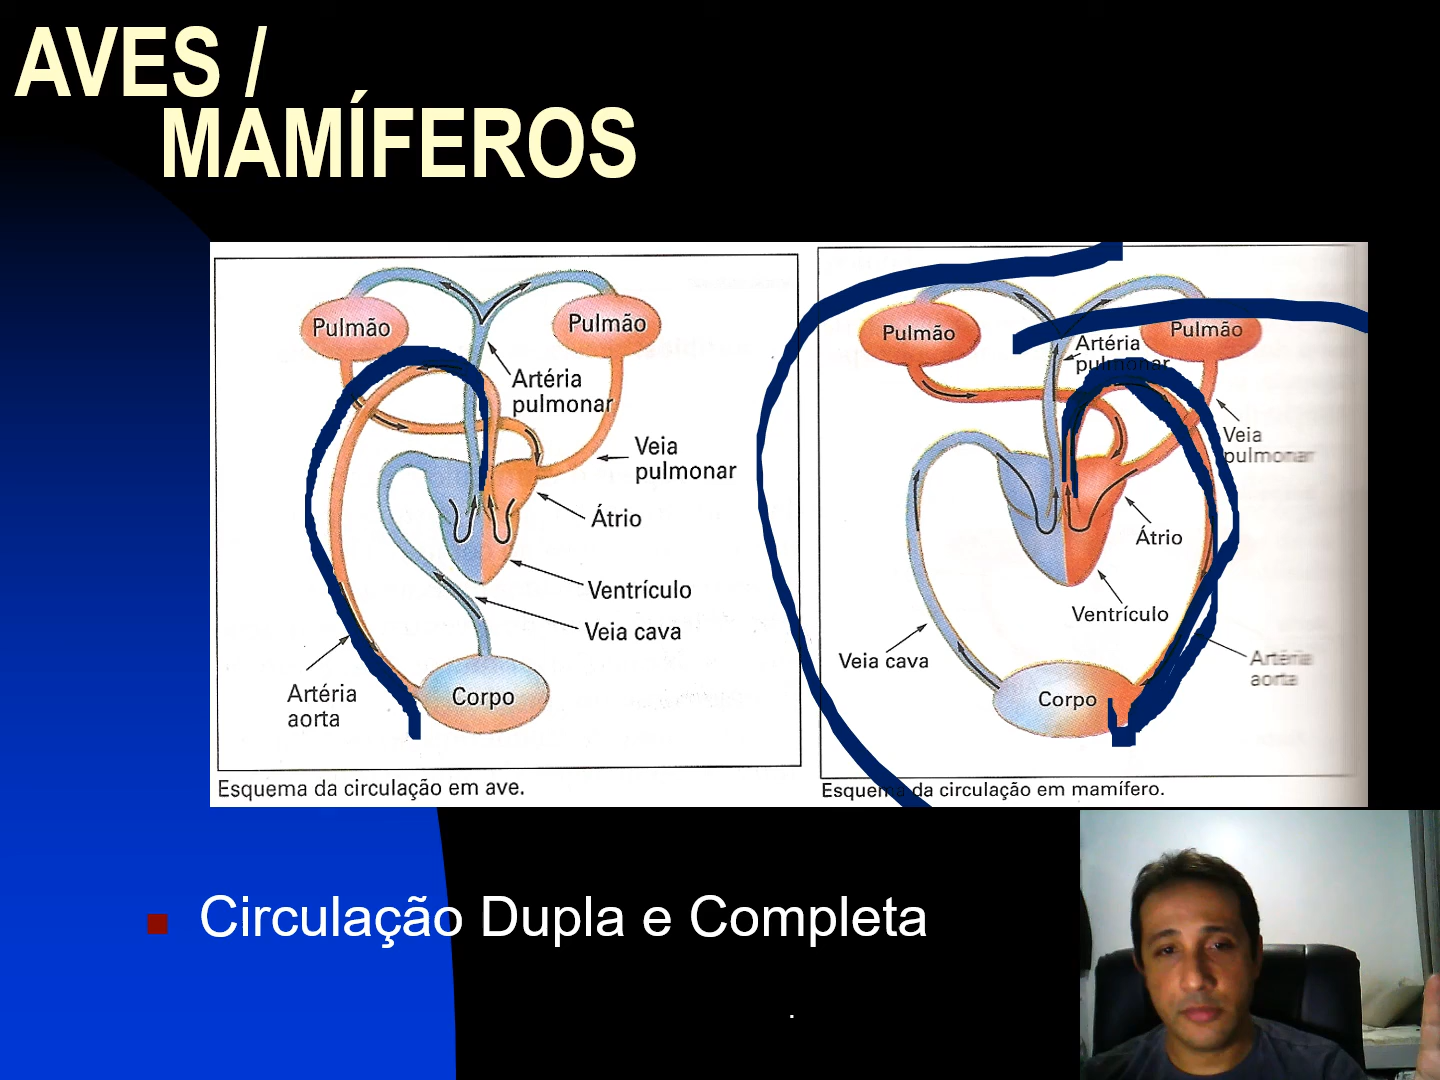 AVES /
MAMÍFEROS
Pulmão
Pulmão
Artéria
pulmonar
Veia
pulmonar
Átrio
Ventrículo
Veia cava
Artéria
aorta
Corpo
Esquema da circulação em ave.
Pulmão
Pulmão
Artéria
pulmonar
Veia
pulmonar
Átrio
Ventrículo
Veia cava
Artéria
aorta
Corpo
Esquema da circulação em mamífero.
Circulação Dupla e Completa
.